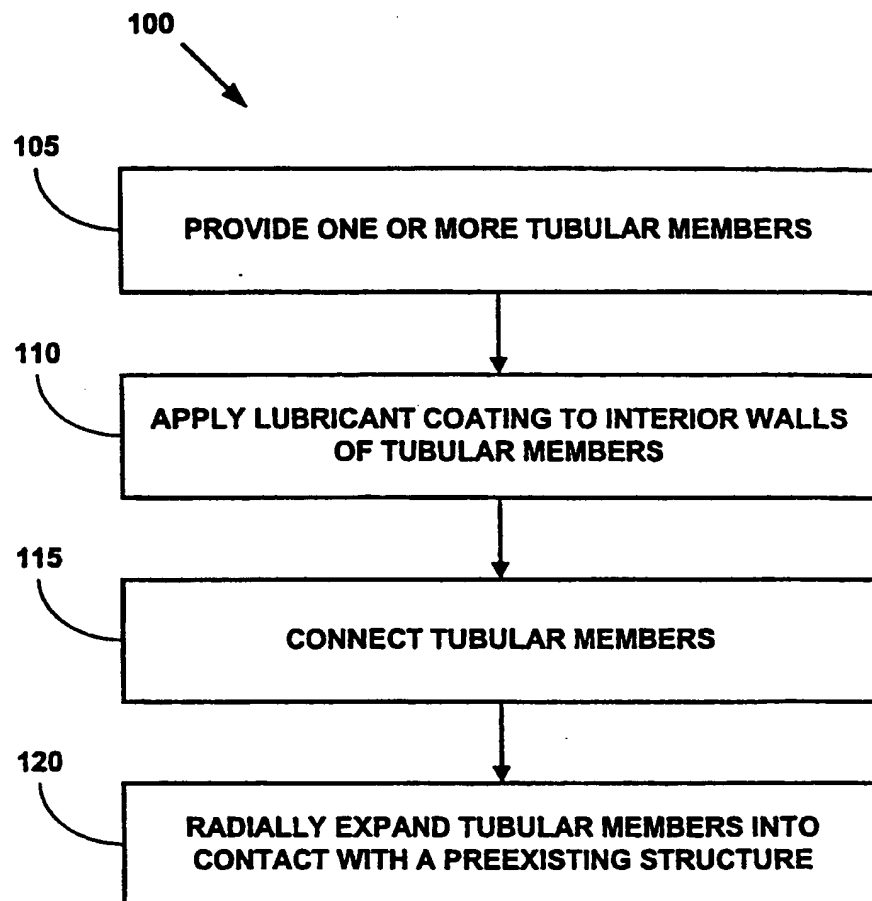 100
105
PROVIDE ONE OR MORE TUBULAR MEMBERS
110
APPLY LUBRICANT COATING TO INTERIOR WALLS
OF TUBULAR MEMBERS
115
CONNECT TUBULAR MEMBERS
120
RADIALLY EXPAND TUBULAR MEMBERS INTO
CONTACT WITH A PREEXISTING STRUCTURE